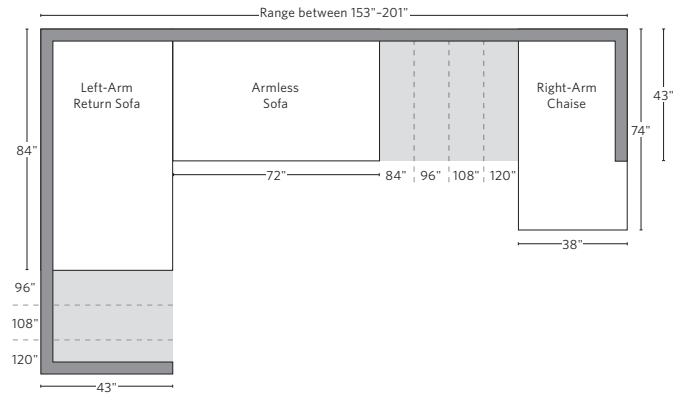 Range between 153"–201"
Left-Arm
Return Sofa
Armless
Sofa
Right-Arm
Chaise
43"
74"
84"
72"
84" 96" 108" 120"
38"
96"
108"
120"
43"